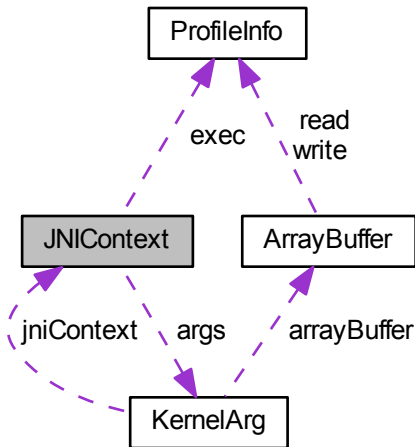 ProfileInfo
exec
read
write
JNIContext
ArrayBuffer
jniContext
args
arrayBuffer
KernelArg